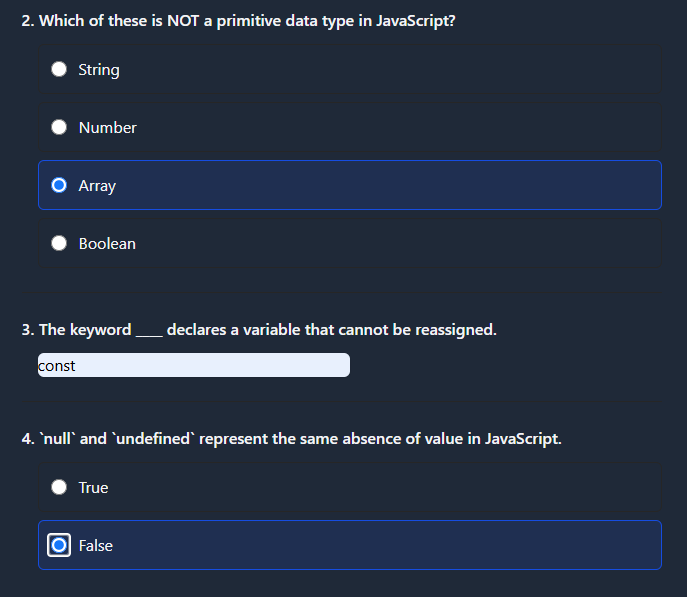 2. Which of these is NOT a primitive data type in JavaScript?
String
Number
Array
Boolean
3. The keyword ____ declares a variable that cannot be reassigned.
const
4. `null` and `undefined` represent the same absence of value in JavaScript.
True
False